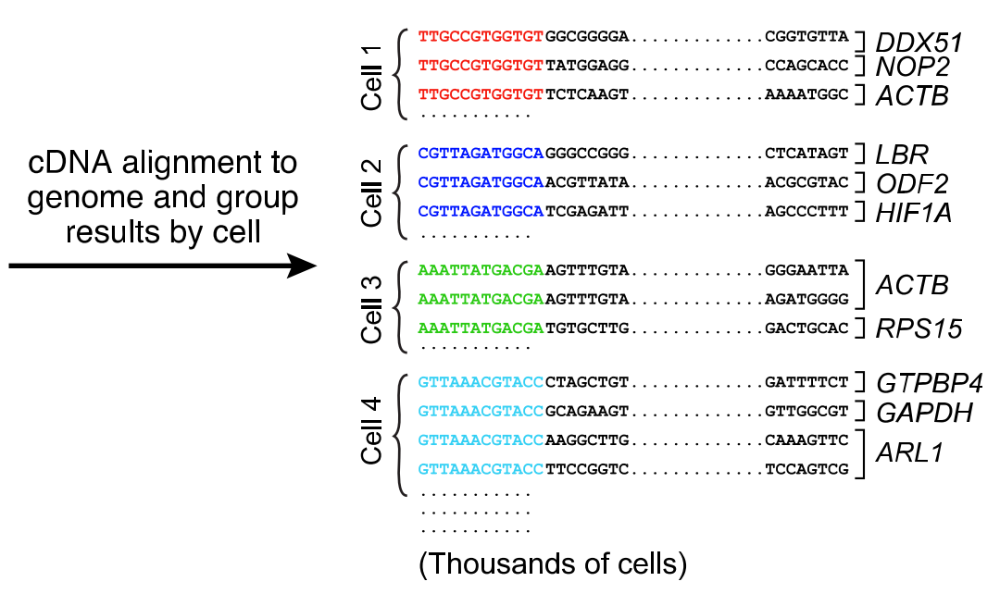 cDNA alignment to
genome and group
results by cell
Cell 1
TTGCCGTGGTGTGGCGGGGA.............CGGTGTTA DDX51
TTGCCGTGGTGTTATGGAGG.............CCAGCACC NOP2
TTGCCGTGGTGTTCTCAAGT.............AAAATGGC ACTB
...........
Cell 2
CGTTAGATGGCAGGGCCGGG.............CTCATAGT LBR
CGTTAGATGGCAACGTTATA.............ACGCGTAC ODF2
CGTTAGATGGCATCGAGATT.............AGCCCTTT HIF1A
...........
Cell 3
AAATTATGACGAAGTTTGTA.............GGGAATTA ACTB
AAATTATGACGAAGTTTGTA.............AGATGGGG
AAATTATGACGATGTGCTTG.............GACTGCAC RPS15
...........
Cell 4
GTTAAACGTACCCTAGCTGT.............GATTTTCT GTPBP4
GTTAAACGTACCGCAGAAGT.............GTTGGCGT GAPDH
GTTAAACGTACCAAGGCTTG.............CAAAGTTC ARL1
GTTAAACGTACCTTCCGGTC.............TCCAGTCG
...........
...........
...........
(Thousands of cells)